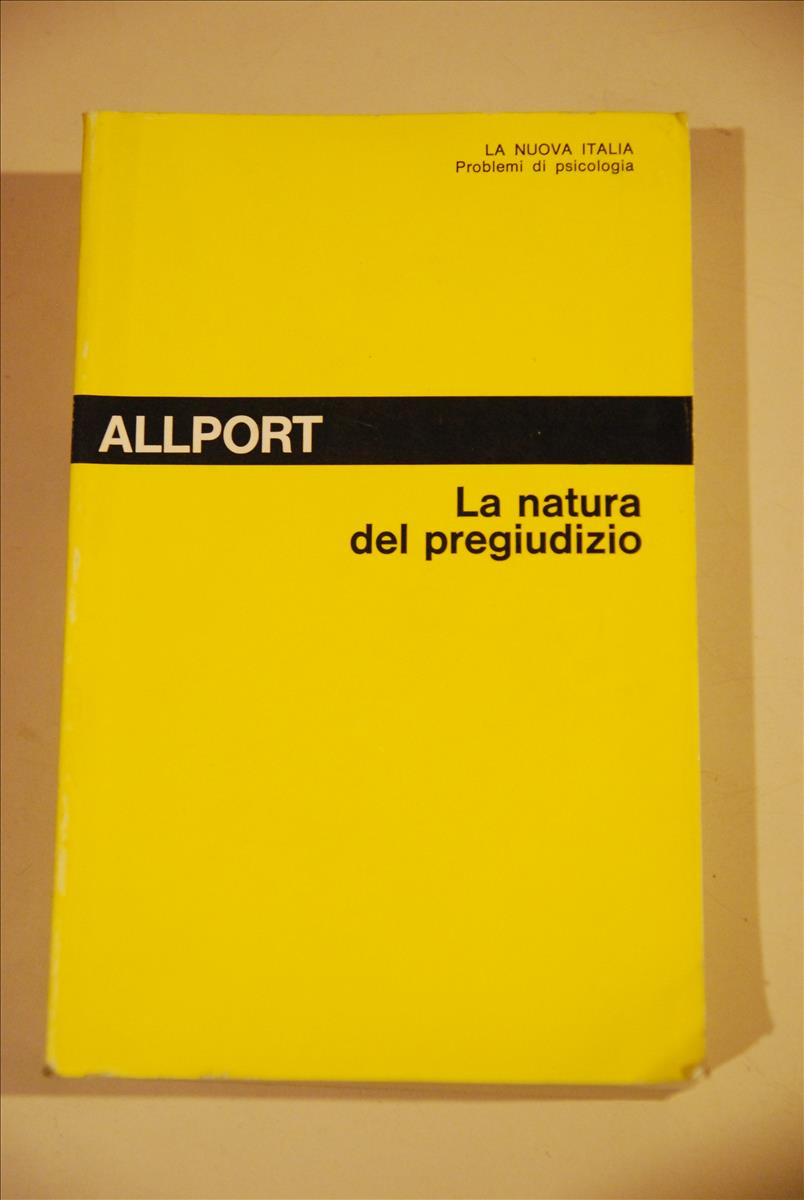 LA NUOVA ITALIA
Problemi di psicologia
ALLPORT
La natura
del pregiudizio